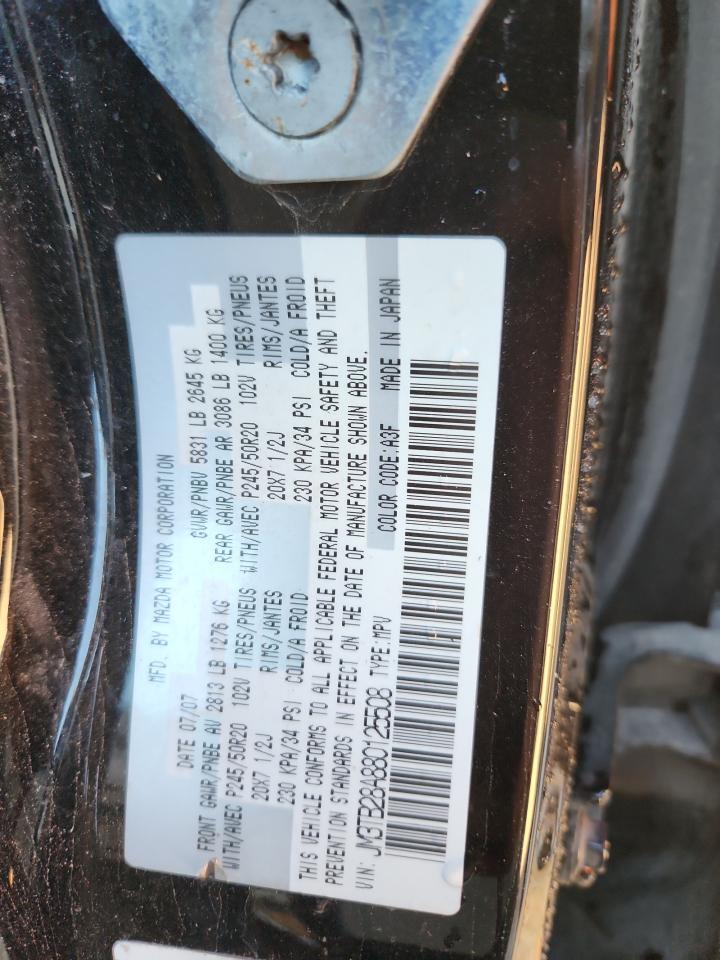 MFD. BY MAZDA MOTOR CORPORATION
DATE 07/07 GVWR/PNBV 5831 LB 2645 KG
FRONT GAWR/PNBE AV 2813 LB 1276 KG REAR GAWR/PNBE AR 3086 LB 1400 KG
WITH/AVEC P245/50R20 102V TIRES/PNEUS WITH/AVEC P245/50R20 102V TIRES/PNEUS
20X7 1/2J RIMS/JANTES 20X7 1/2J RIMS/JANTES
230 KPA/34 PSI COLD/A FROID 230 KPA/34 PSI COLD/A FROID
THIS VEHICLE CONFORMS TO ALL APPLICABLE FEDERAL MOTOR VEHICLE SAFETY AND THEFT
PREVENTION STANDARDS IN EFFECT ON THE DATE OF MANUFACTURE SHOWN ABOVE.
VIN: JM3TB28A880125508 TYPE:MPV COLOR CODE:A3F MADE IN JAPAN